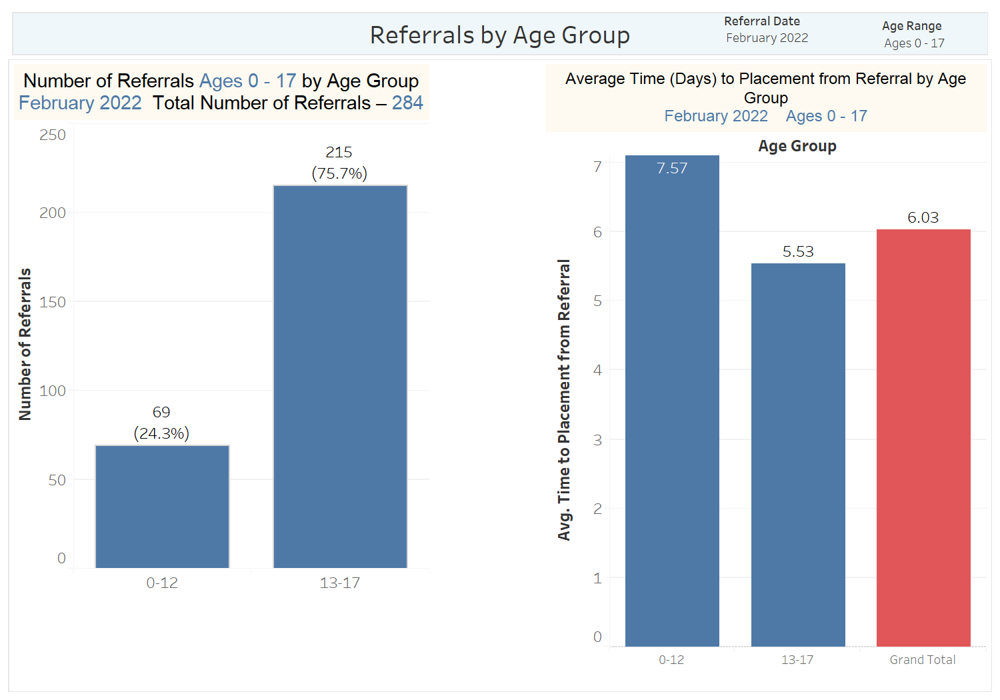 Referrals by Age Group
Referral Date
February 2022
Age Range
Ages 0 - 17
Number of Referrals Ages 0 - 17 by Age Group
February 2022 Total Number of Referrals – 284
250
200
150
100
50
0
Number of Referrals
69
(24.3%)
215
(75.7%)
0-12
13-17
Average Time (Days) to Placement from Referral by Age
Group
February 2022 Ages 0 - 17
Age Group
7
6
5
4
3
2
1
0
Avg. Time to Placement from Referral
7.57
5.53
6.03
0-12
13-17
Grand Total